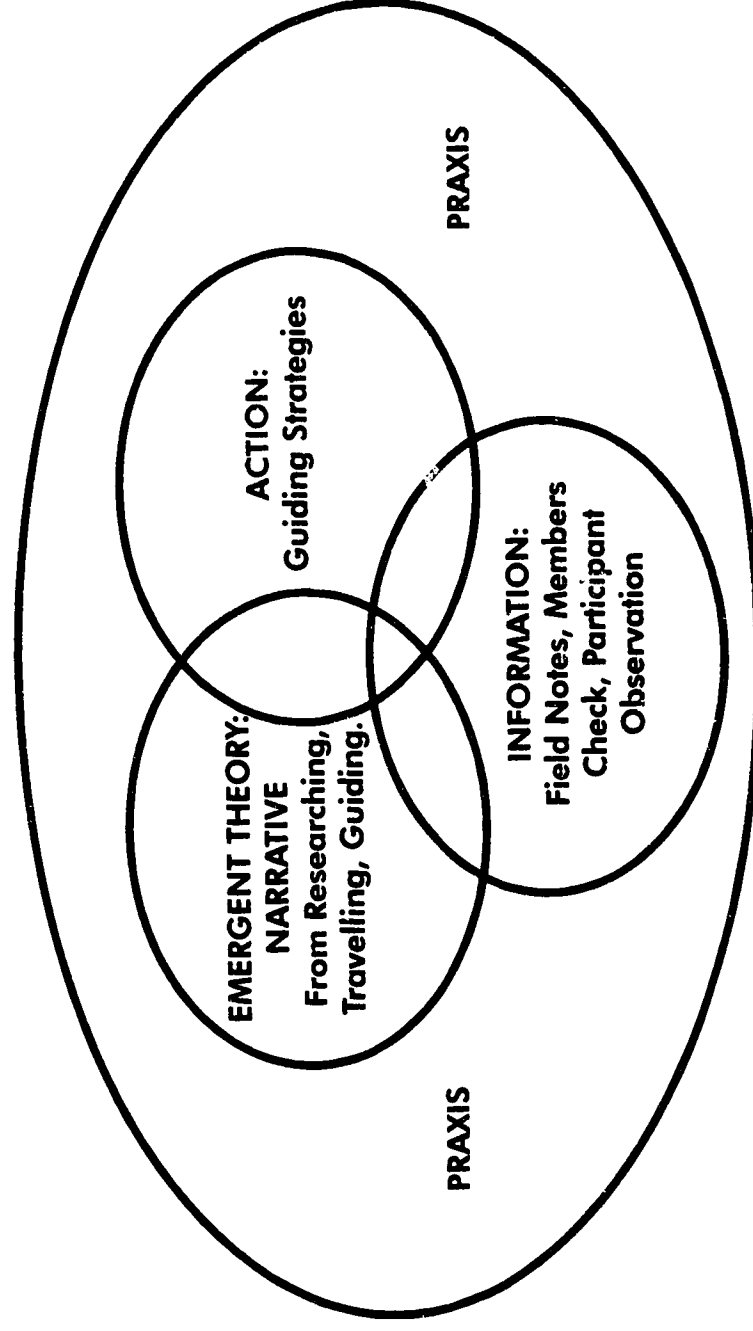 EMERGENT THEORY:
NARRATIVE
From Researching,
Travelling, Guiding.
ACTION:
Guiding Strategies
PRAXIS
PRAXIS
INFORMATION:
Field Notes, Members
Check, Participant
Observation